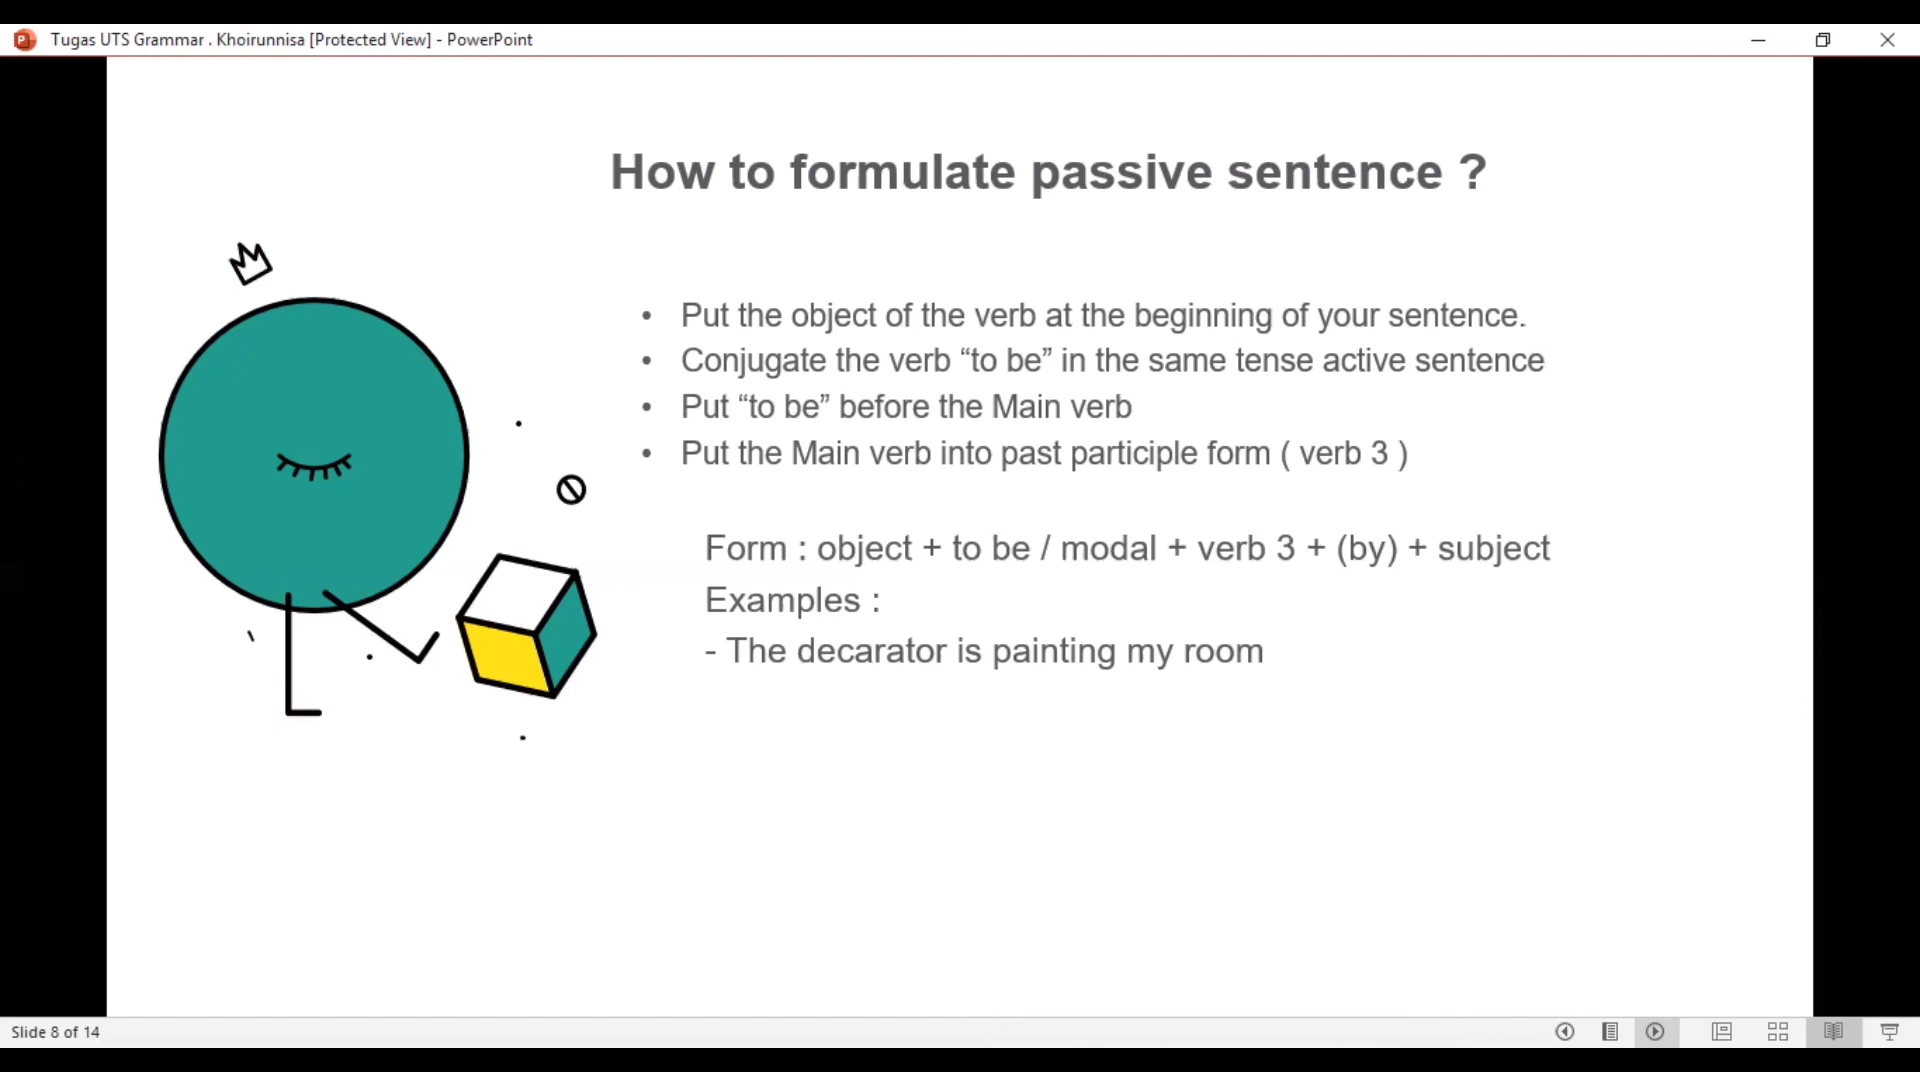 Tugas UTS Grammar . Khoirunnisa [Protected View] - PowerPoint
How to formulate passive sentence ?
• Put the object of the verb at the beginning of your sentence.
• Conjugate the verb “to be” in the same tense active sentence
• Put “to be” before the Main verb
• Put the Main verb into past participle form ( verb 3 )
Form : object + to be / modal + verb 3 + (by) + subject
Examples :
- The decarator is painting my room
Slide 8 of 14